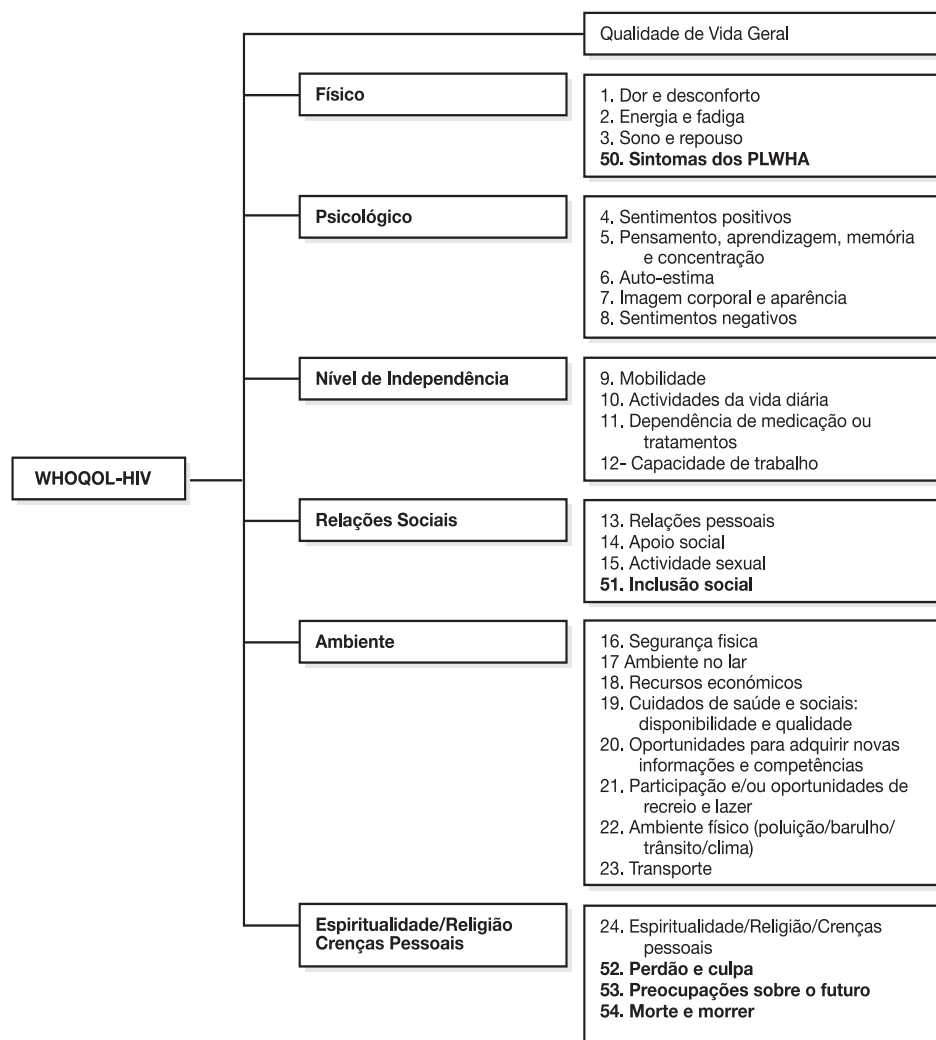 Qualidade de Vida Geral
Físico
1. Dor e desconforto
2. Energia e fadiga
3. Sono e repouso
50. Sintomas dos PLWHA
Psicológico
4. Sentimentos positivos
5. Pensamento, aprendizagem, memória
e concentração
6. Auto-estima
7. Imagem corporal e aparência
8. Sentimentos negativos
Nível de Independência
9. Mobilidade
10. Actividades da vida diária
11. Dependência de medicação ou
tratamentos
12- Capacidade de trabalho
WHOQOL-HIV
Relações Sociais
13. Relações pessoais
14. Apoio social
15. Actividade sexual
51. Inclusão social
Ambiente
16. Segurança fisica
17 Ambiente no lar
18. Recursos económicos
19. Cuidados de saúde e sociais:
disponibilidade e qualidade
20. Oportunidades para adquirir novas
informações e competências
21. Participação e/ou oportunidades de
recreio e lazer
22. Ambiente físico (poluição/barulho/
trânsito/clima)
23. Transporte
Espiritualidade/Religião
Crenças Pessoais
24. Espiritualidade/Religião/Crenças
pessoais
52. Perdão e culpa
53. Preocupações sobre o futuro
54. Morte e morrer